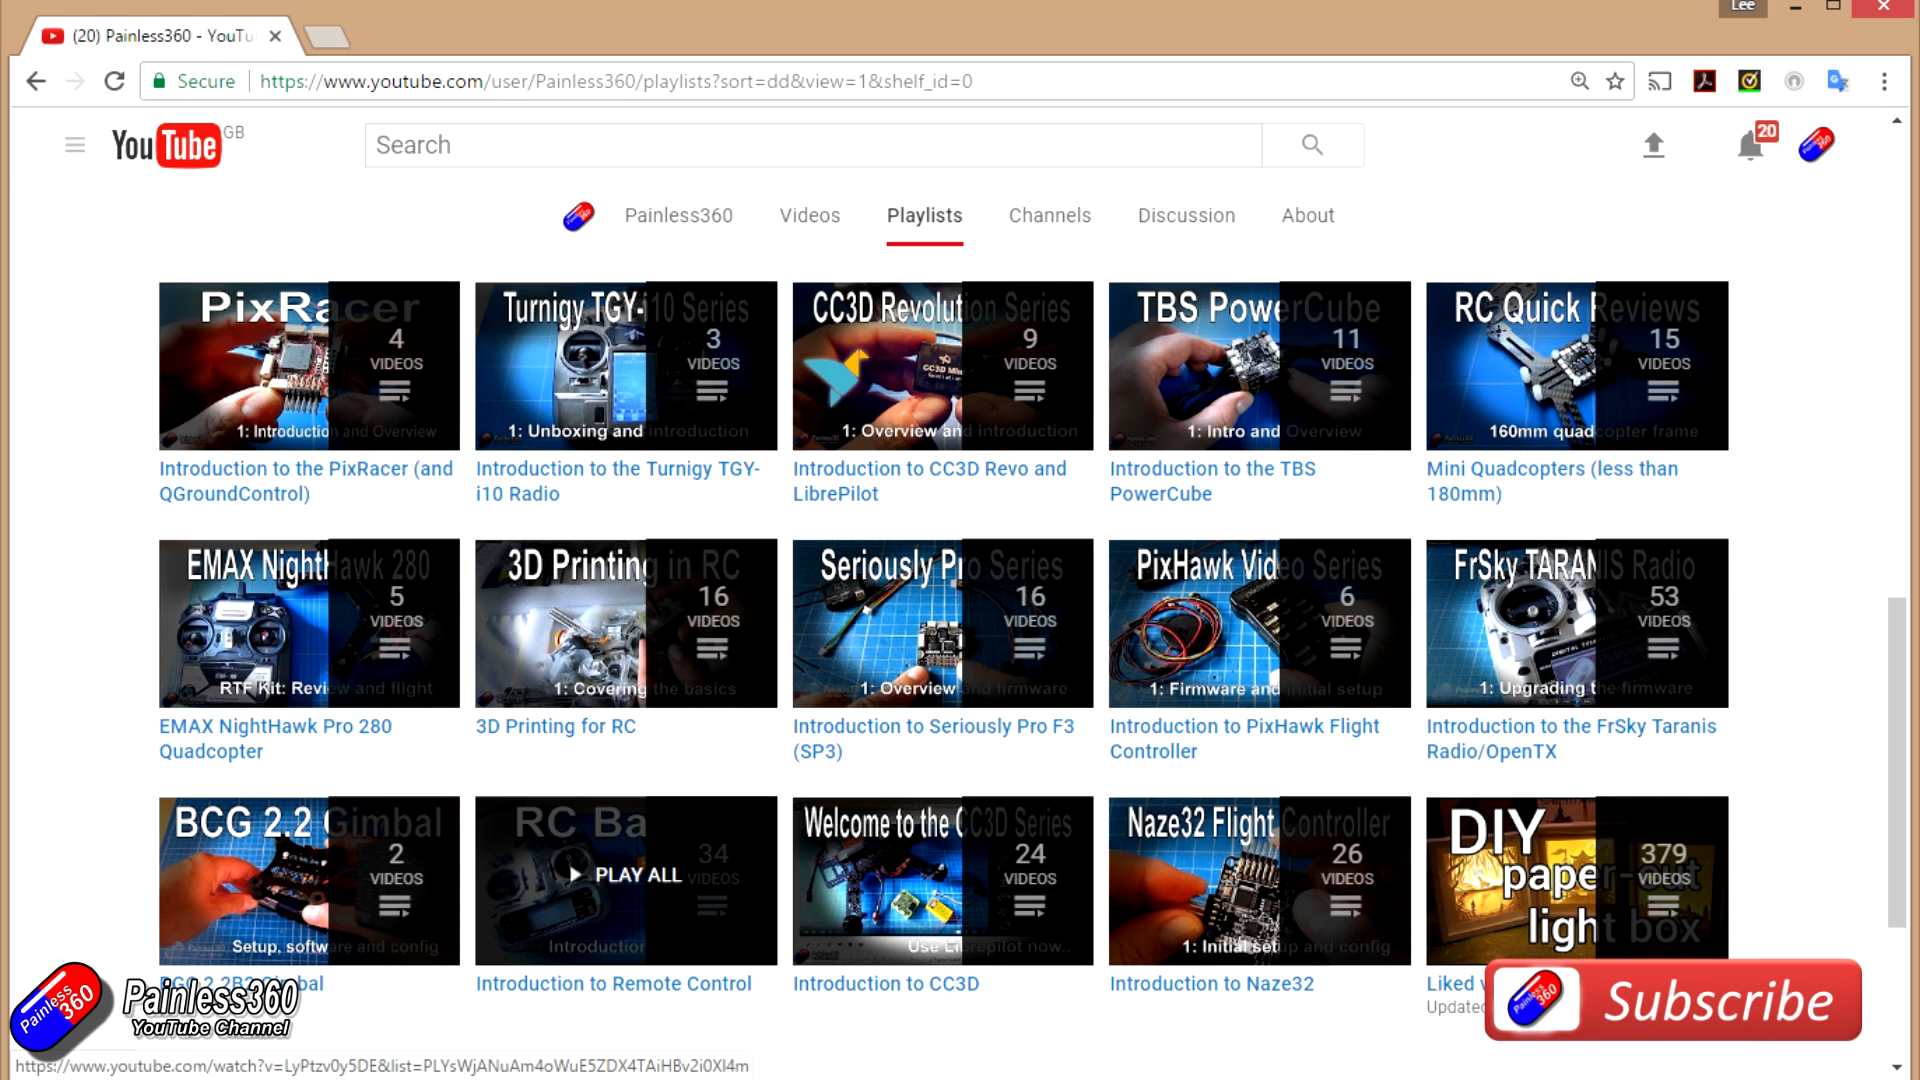 Lee
(20) Painless360 - YouTu
Secure https://www.youtube.com/user/Painless360/playlists?sort=dd&view=1&shelf_id=0
YouTube GB
Search
20
Painless360 Videos Playlists Channels Discussion About
PixRacer
4
VIDEOS
1: Introduction and Overview
Introduction to the PixRacer (and
QGroundControl)
Turnigy TGY-i10 Series
3
VIDEOS
1: Unboxing and introduction
Introduction to the Turnigy TGY-
i10 Radio
CC3D Revolution Series
9
VIDEOS
1: Overview and introduction
Introduction to CC3D Revo and
LibrePilot
TBS PowerCube
11
VIDEOS
1: Intro and Overview
Introduction to the TBS
PowerCube
RC Quick Reviews
15
VIDEOS
160mm quadcopter frame
Mini Quadcopters (less than
180mm)
EMAX NightHawk 280
5
VIDEOS
RTF Kit: Review and flight
EMAX NightHawk Pro 280
Quadcopter
3D Printing in RC
16
VIDEOS
1: Covering the basics
3D Printing for RC
Seriously Pro Series
16
VIDEOS
1: Overview and firmware
Introduction to Seriously Pro F3
(SP3)
PixHawk Video Series
6
VIDEOS
1: Firmware and initial setup
Introduction to PixHawk Flight
Controller
FrSky TARANIS Radio
53
VIDEOS
1: Upgrading the firmware
Introduction to the FrSky Taranis
Radio/OpenTX
BCG 2.2 Gimbal
2
VIDEOS
Setup, software and config
BGC 2.2B2 Gimbal
RC Ba
34
VIDEOS
PLAY ALL
Introduction
Introduction to Remote Control
Welcome to the CC3D Series
24
VIDEOS
Use Librepilot now..
Introduction to CC3D
Naze32 Flight Controller
26
VIDEOS
1: Initial setup and config
Introduction to Naze32
DIY
paper-cut
light box
379
VIDEOS
Liked v
Updated
Painless360
YouTube Channel
Painless
360
Subscribe
https://www.youtube.com/watch?v=LyPtzv0y5DE&list=PLYsWjANuAm4oWuE5ZDX4TAiHBv2i0XI4m